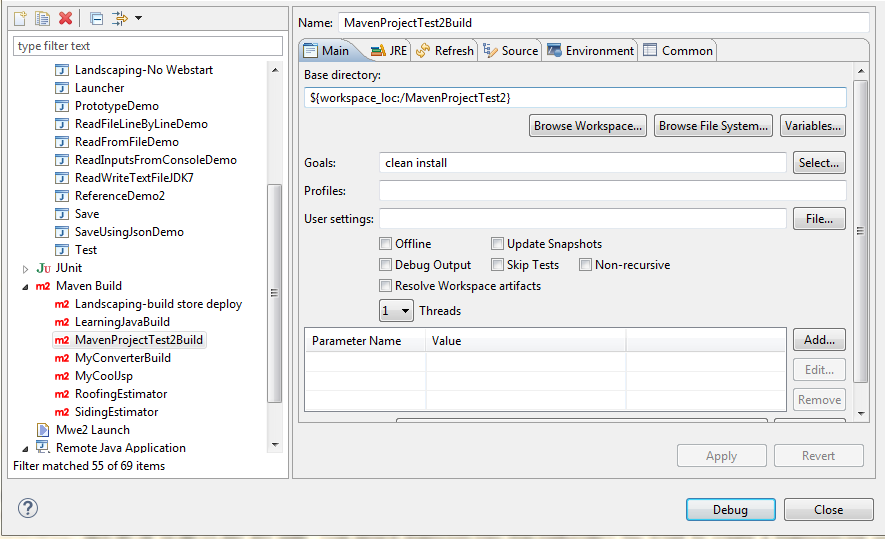 Name: MavenProjectTest2Build
type filter text
Landscaping-No Webstart
Launcher
PrototypeDemo
ReadFileLineByLineDemo
ReadFromFileDemo
ReadInputsFromConsoleDemo
ReadWriteTextFileJDK7
ReferenceDemo2
Save
SaveUsingJsonDemo
Test
Ju JUnit
m2 Maven Build
m2 Landscaping-build store deploy
m2 LearningJavaBuild
m2 MavenProjectTest2Build
m2 MyConverterBuild
m2 MyCoolJsp
m2 RoofingEstimator
m2 SidingEstimator
Mwe2 Launch
Remote Java Application
Filter matched 55 of 69 items
Main JRE Refresh Source Environment Common
Base directory:
${workspace_loc:/MavenProjectTest2}
Browse Workspace... Browse File System... Variables...
Goals: clean install Select...
Profiles:
User settings: File...
Offline Update Snapshots
Debug Output Skip Tests Non-recursive
Resolve Workspace artifacts
1 Threads
Parameter Name Value Add...
Edit...
Remove
Apply Revert
? Debug Close